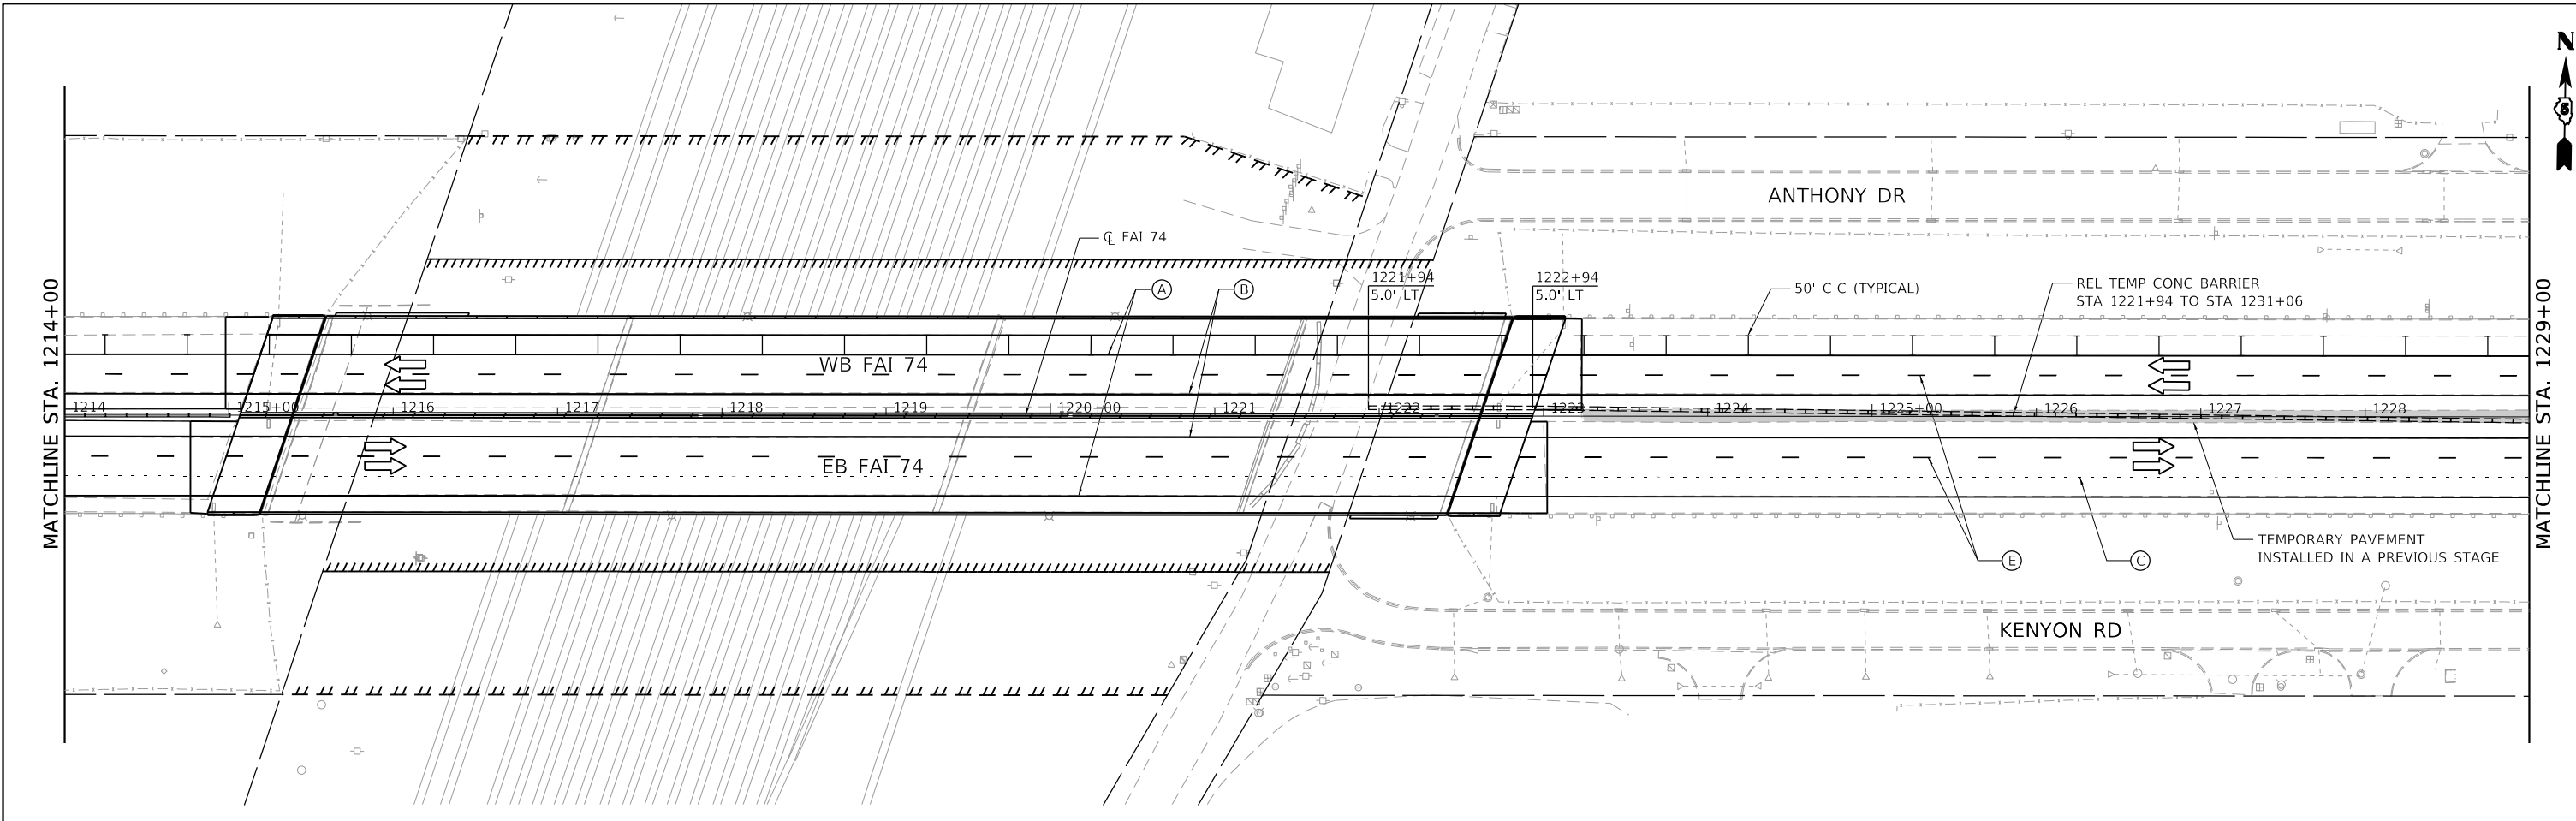 N
5
ANTHONY DR
℄ FAI 74
A
B
1221+94
5.0' LT
1222+94
5.0' LT
50' C-C (TYPICAL)
REL TEMP CONC BARRIER
STA 1221+94 TO STA 1231+06
MATCHLINE STA. 1214+00
MATCHLINE STA. 1229+00
WB FAI 74
1214
1215+00
1216
1217
1218
1219
1220+00
1221
1222
1223
1224
1225+00
1226
1227
1228
EB FAI 74
TEMPORARY PAVEMENT
INSTALLED IN A PREVIOUS STAGE
E
C
KENYON RD